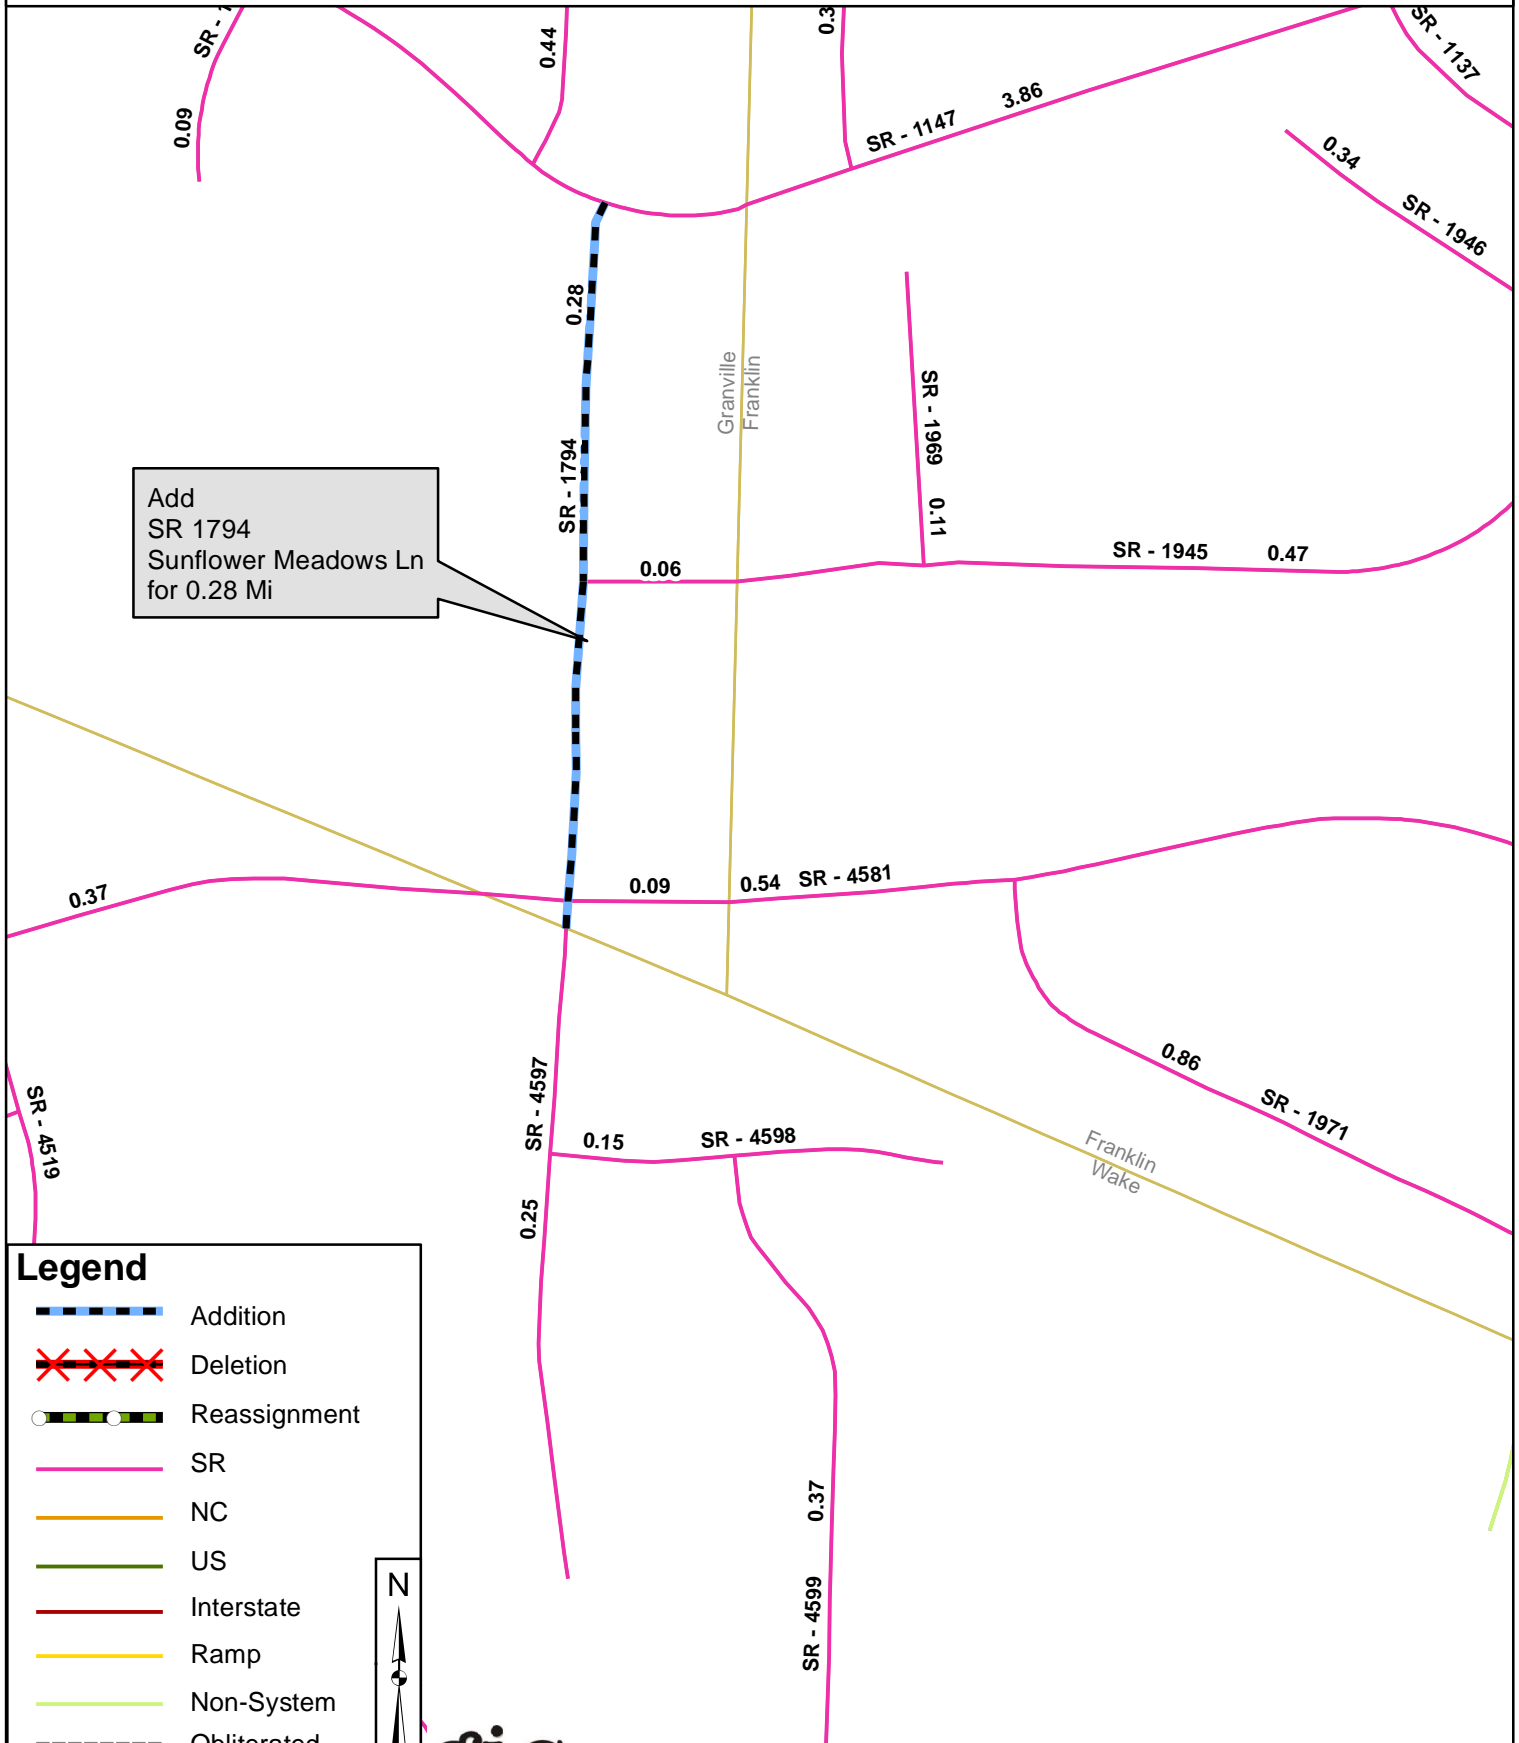 SR - 1
0.09
0.44
0.3
SR - 1147
3.86
SR - 1137
0.34
SR - 1946
0.28
SR - 1794
Granville
Franklin
SR - 1969
0.11
Add
SR 1794
Sunflower Meadows Ln
for 0.28 Mi
0.06
SR - 1945
0.47
0.37
0.09
0.54
SR - 4581
0.86
SR - 1971
SR - 4597
0.25
0.15
SR - 4598
Franklin
Wake
SR - 4519
0.37
SR - 4599
Legend
Addition
Deletion
Reassignment
SR
NC
US
Interstate
Ramp
Non-System
Obliterated
N